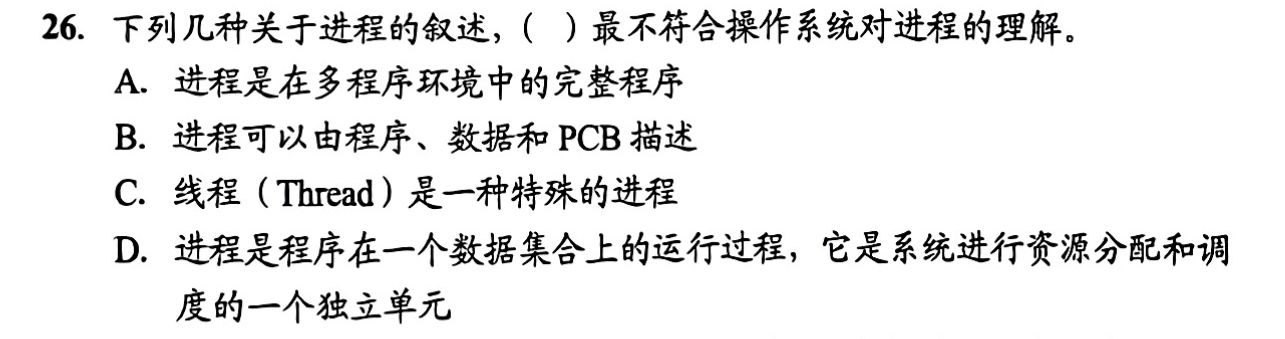 26. 下列几种关于进程的叙述，（ ）最不符合操作系统对进程的理解。
A. 进程是在多程序环境中的完整程序
B. 进程可以由程序、数据和 PCB 描述
C. 线程（Thread）是一种特殊的进程
D. 进程是程序在一个数据集合上的运行过程，它是系统进行资源分配和调
度的一个独立单元